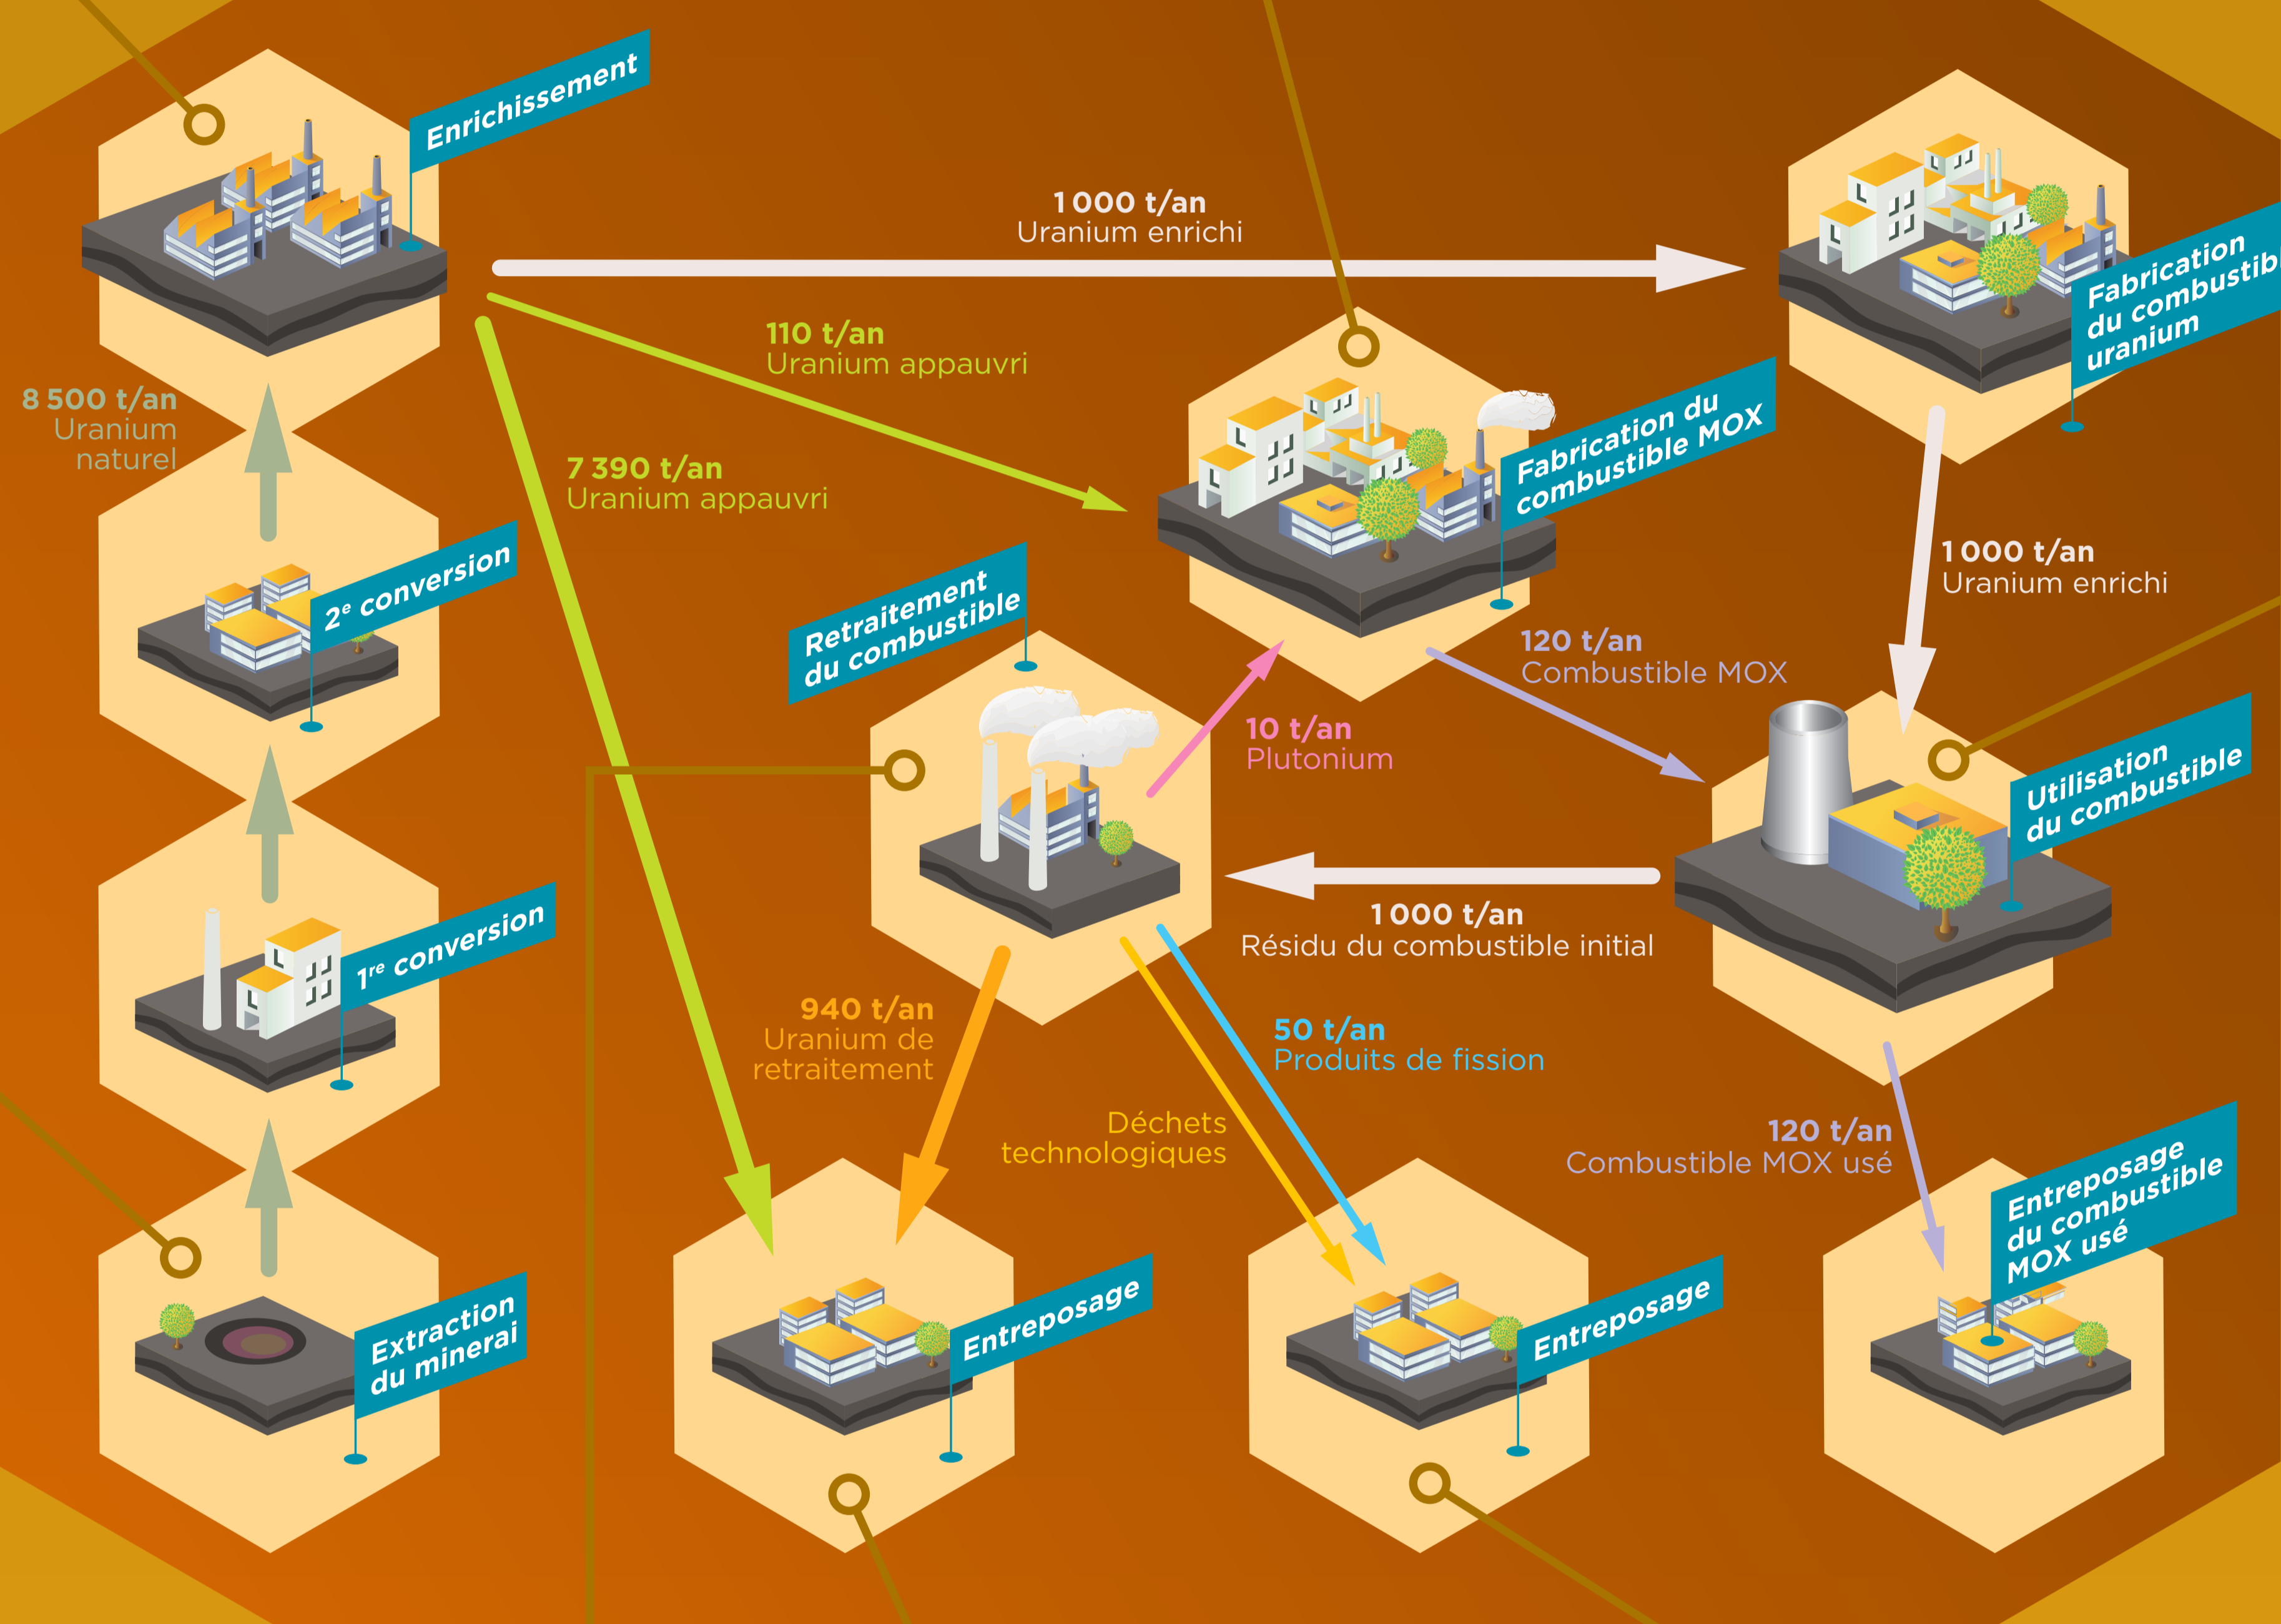 Enrichissement
1 000 t/an
Uranium enrichi
Fabrication
du combustib
uranium
110 t/an
Uranium appauvri
8 500 t/an
Uranium
naturel
7 390 t/an
Uranium appauvri
Fabrication du
combustible MOX
2e conversion
Retraitement
du combustible
1 000 t/an
Uranium enrichi
120 t/an
Combustible MOX
10 t/an
Plutonium
Utilisation
du combustible
1re conversion
1 000 t/an
Résidu du combustible initial
940 t/an
Uranium de
retraitement
50 t/an
Produits de fission
Déchets
technologiques
120 t/an
Combustible MOX usé
Entreposage
du combustible
MOX usé
Extraction
du minerai
Entreposage
Entreposage